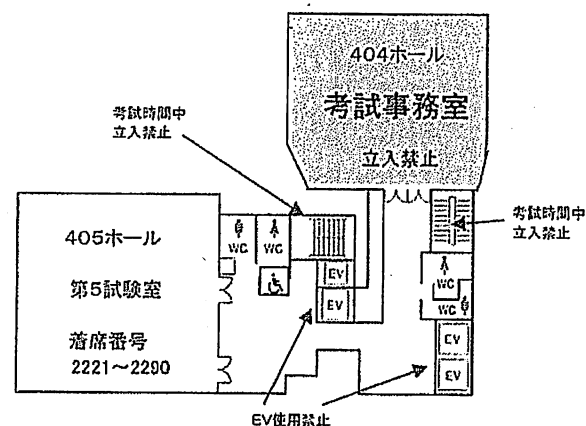 404ホール
考試事務室
立入禁止
考試時間中
立入禁止
考試時間中
立入禁止
405ホール
第5試験室
着席番号
2221〜2290
WC
WC
EV
EV
WC
WC
EV
EV
EV使用禁止